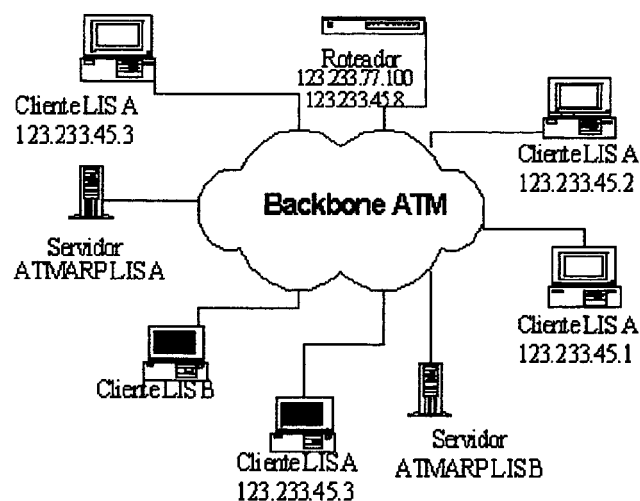 Roteador
123.233.77.100
123.233.45.8
Cliente LIS A
123.233.45.3
Cliente LIS A
123.233.45.2
Backbone ATM
Servidor
ATMARP LIS A
Cliente LIS A
123.233.45.1
Cliente LIS B
Cliente LIS A
123.233.45.3
Servidor
ATMARP LIS B